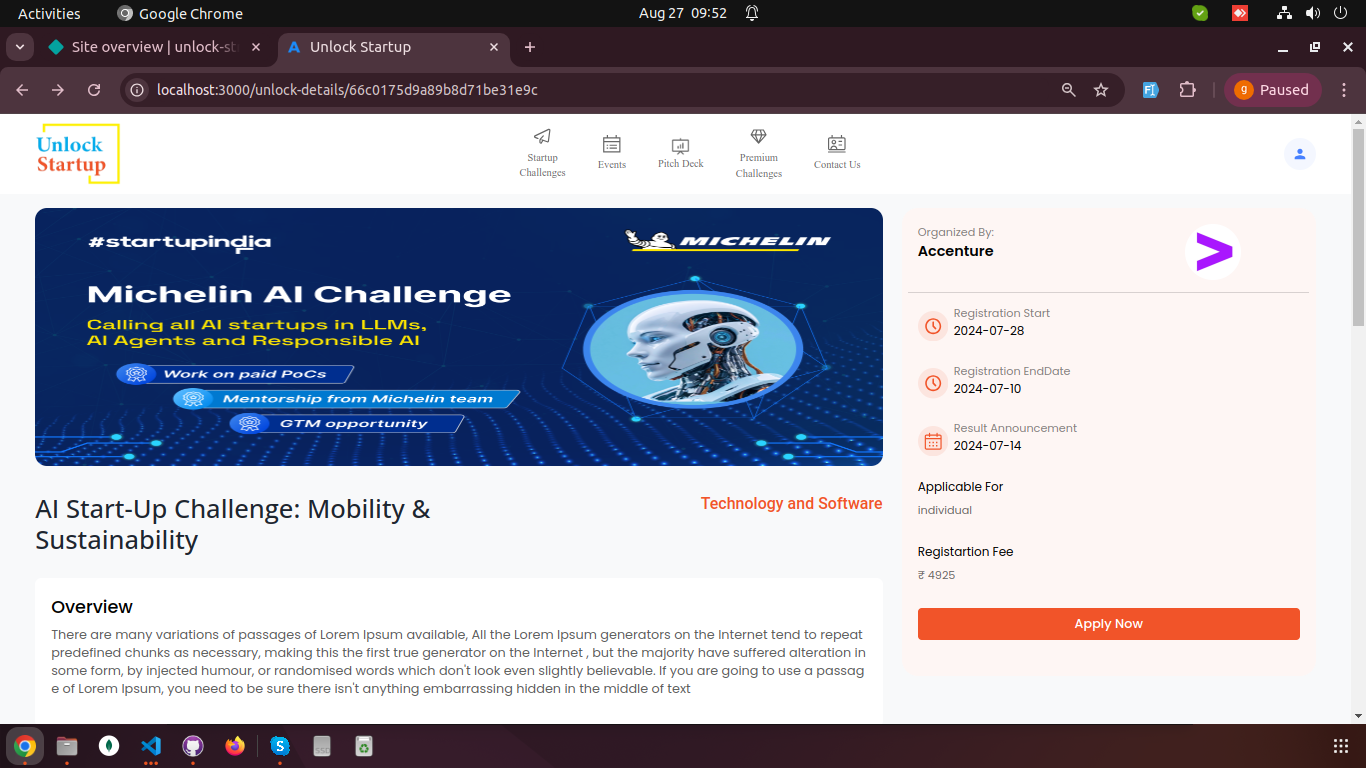 Activities
Google Chrome
Aug 27 09:52
Site overview | unlock-st
Unlock Startup
localhost:3000/unlock-details/66c0175d9a89b8d71be31e9c
Paused
Unlock
Startup
Startup
Challenges
Events
Pitch Deck
Premium
Challenges
Contact Us
#startupindia
MICHELIN
Michelin AI Challenge
Calling all AI startups in LLMs,
AI Agents and Responsible AI
Work on paid PoCs
Mentorship from Michelin team
GTM opportunity
AI Start-Up Challenge: Mobility &
Sustainability
Technology and Software
Overview
There are many variations of passages of Lorem Ipsum available, All the Lorem Ipsum generators on the Internet tend to repeat
predefined chunks as necessary, making this the first true generator on the Internet , but the majority have suffered alteration in
some form, by injected humour, or randomised words which don't look even slightly believable. If you are going to use a passag
e of Lorem Ipsum, you need to be sure there isn't anything embarrassing hidden in the middle of text
Organized By:
Accenture
Registration Start
2024-07-28
Registration EndDate
2024-07-10
Result Announcement
2024-07-14
Applicable For
individual
Registartion Fee
₹ 4925
Apply Now